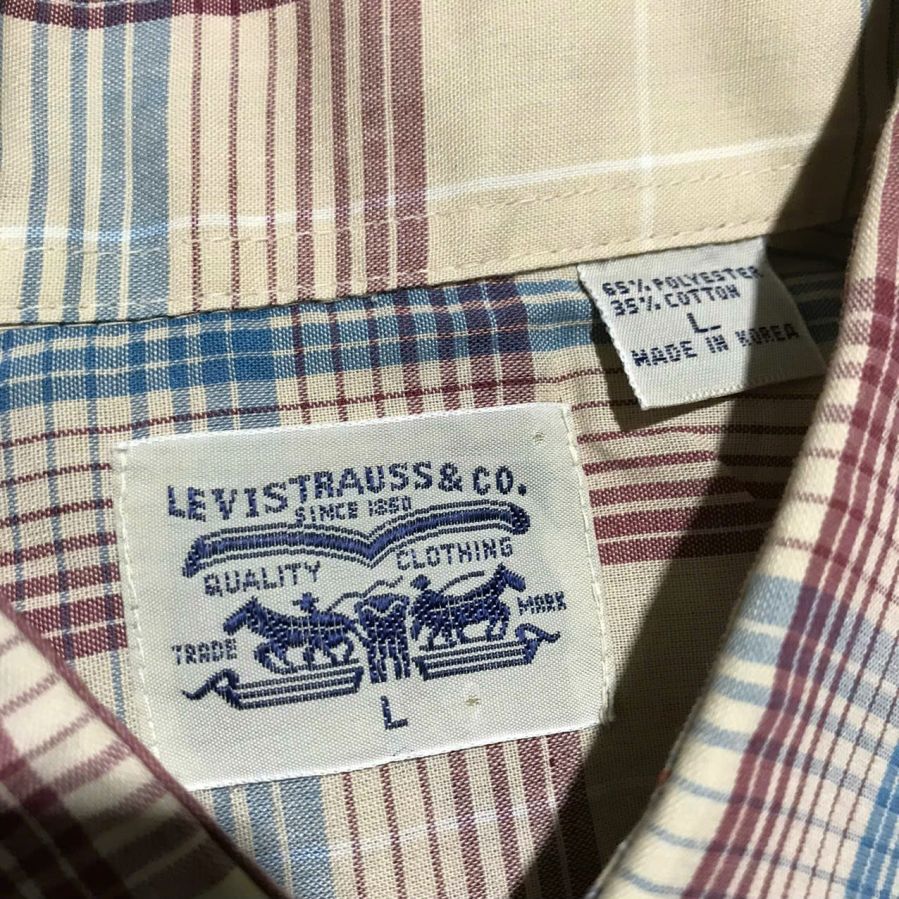 65% POLYESTER
35% COTTON
L
MADE IN KOREA
LEVI STRAUSS & CO.
SINCE 1850
QUALITY CLOTHING
TRADE MARK
L